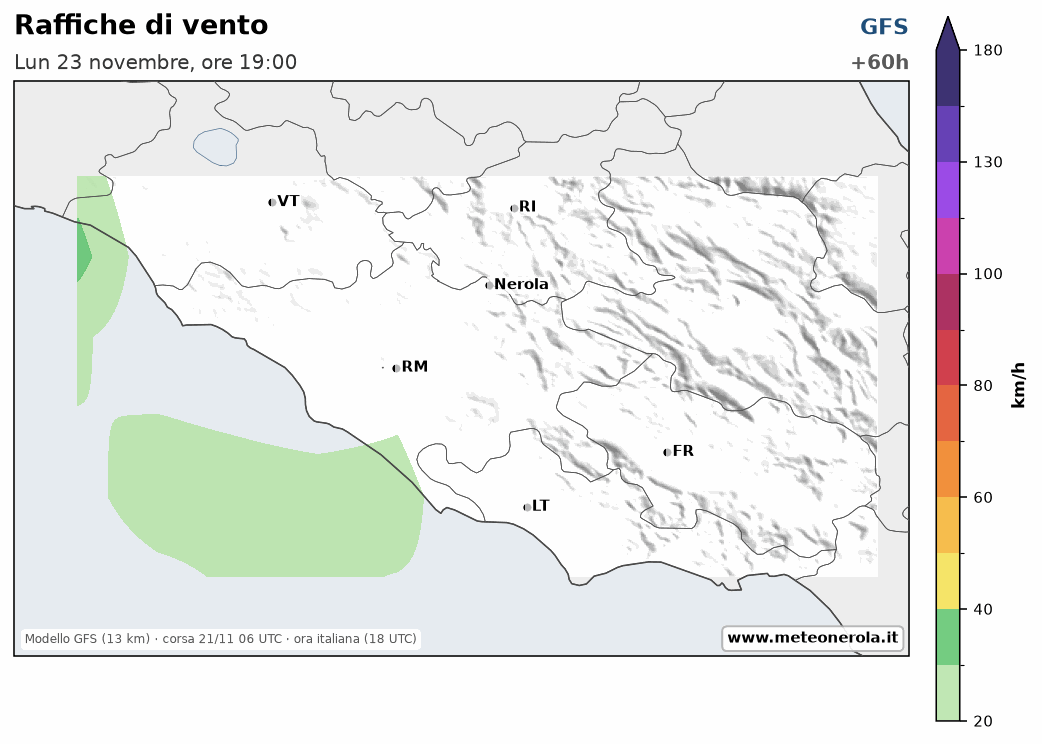 Raffiche di vento
GFS
Lun 23 novembre, ore 19:00
+60h
VT
RI
Nerola
RM
FR
LT
Modello GFS (13 km) · corsa 21/11 06 UTC · ora italiana (18 UTC)
www.meteonerola.it
180
130
100
80
60
40
20
km/h